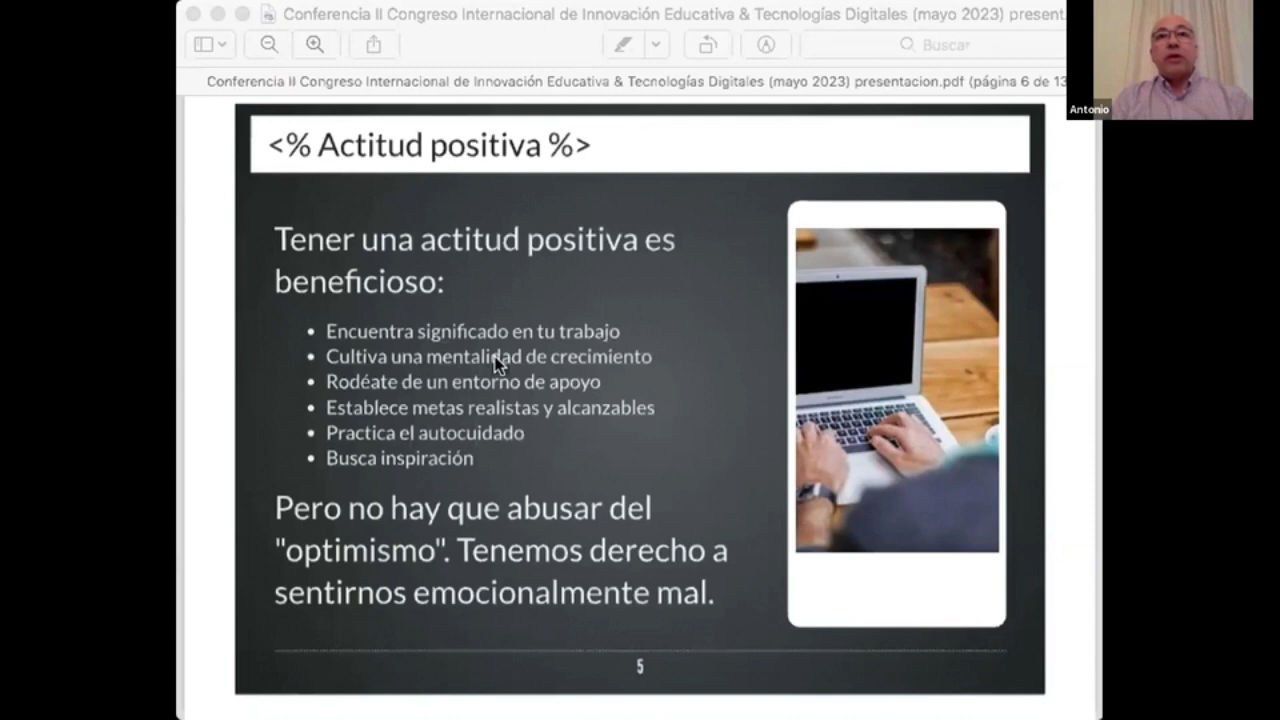 Conferencia II Congreso Internacional de Innovación Educativa & Tecnologías Digitales (mayo 2023) present.
Buscar
Conferencia II Congreso Internacional de Innovación Educativa & Tecnologías Digitales (mayo 2023) presentacion.pdf (página 6 de 13
Antonio
<% Actitud positiva %>
Tener una actitud positiva es
beneficioso:
• Encuentra significado en tu trabajo
• Cultiva una mentalidad de crecimiento
• Rodéate de un entorno de apoyo
• Establece metas realistas y alcanzables
• Practica el autocuidado
• Busca inspiración
Pero no hay que abusar del
"optimismo". Tenemos derecho a
sentirnos emocionalmente mal.
5